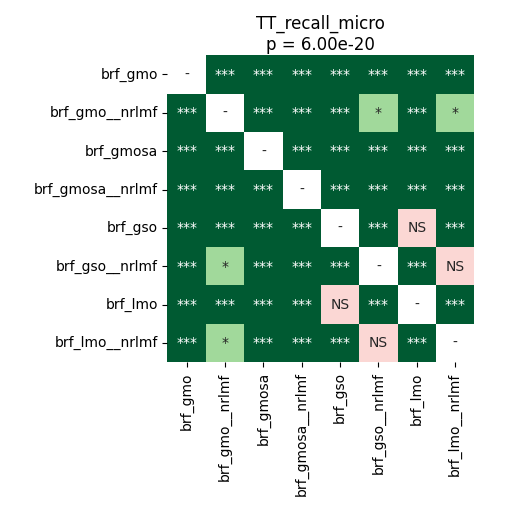 TT_recall_micro
p = 6.00e-20
brf_gmo - *** *** *** *** *** *** ***
brf_gmo__nrlmf *** - *** *** *** * *** *
brf_gmosa *** *** - *** *** *** *** ***
brf_gmosa__nrlmf *** *** *** - *** *** *** ***
brf_gso *** *** *** *** - *** NS ***
brf_gso__nrlmf *** * *** *** *** - *** NS
brf_lmo *** *** *** *** NS *** - ***
brf_lmo__nrlmf *** * *** *** *** NS *** -
brf_gmo
brf_gmo__nrlmf
brf_gmosa
brf_gmosa__nrlmf
brf_gso
brf_gso__nrlmf
brf_lmo
brf_lmo__nrlmf